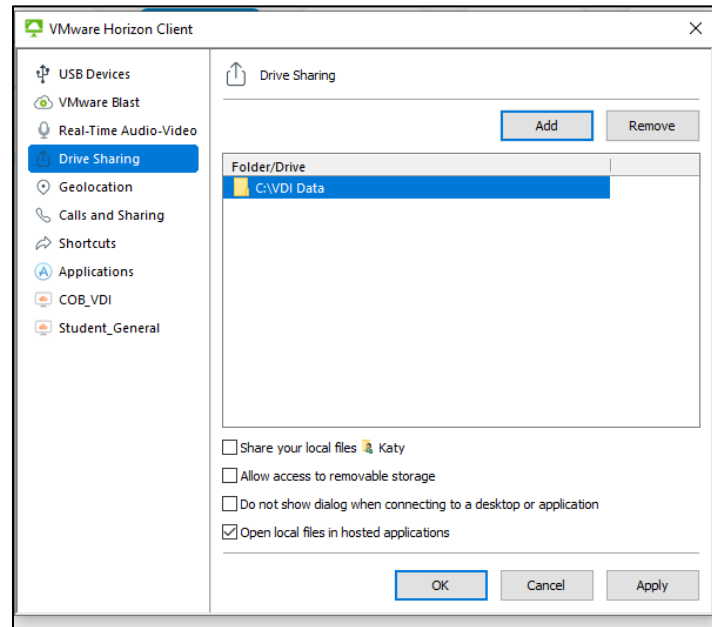 VMware Horizon Client
USB Devices
VMware Blast
Real-Time Audio-Video
Drive Sharing
Geolocation
Calls and Sharing
Shortcuts
Applications
COB_VDI
Student_General
Drive Sharing
Add
Remove
Folder/Drive
C:\VDI Data
Share your local files Katy
Allow access to removable storage
Do not show dialog when connecting to a desktop or application
Open local files in hosted applications
OK
Cancel
Apply